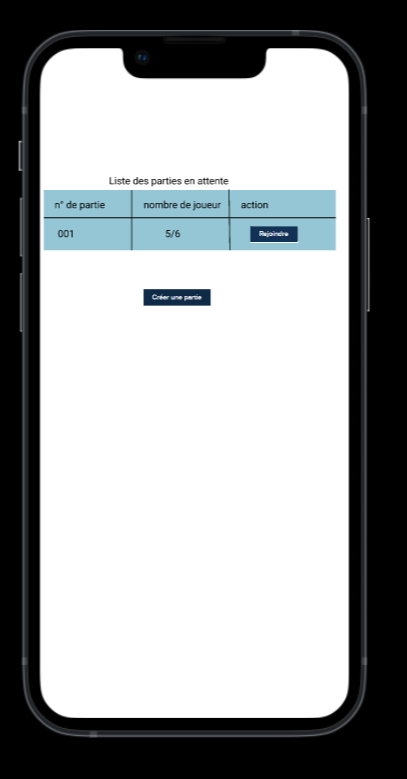 Liste des parties en attente
n° de partie nombre de joueur action
001 5/6 Rejoindre
Créer une partie